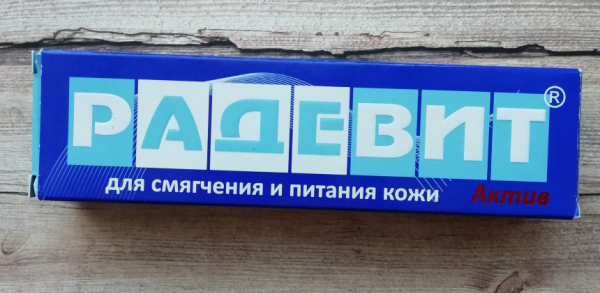 РАДЕВИТ®
для смягчения и питания кожи
Актив